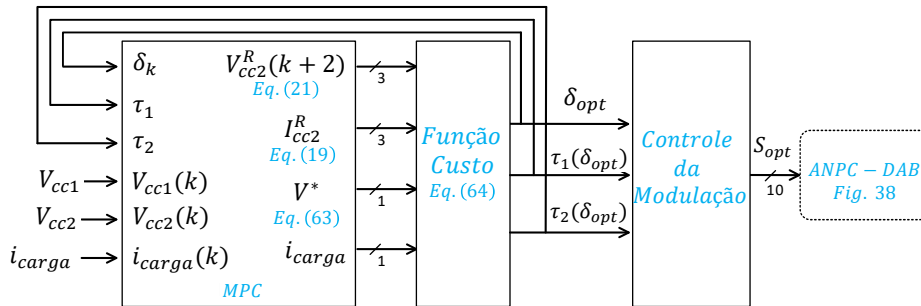 δ_k
τ_1
τ_2
V_cc1
V_cc1(k)
V_cc2
V_cc2(k)
i_carga
i_carga(k)
V^R_cc2(k + 2)
Eq. (21)
3
I^R_cc2
Eq. (19)
3
V*
Eq. (63)
1
i_carga
1
MPC
Função
Custo
Eq. (64)
δ_opt
τ_1(δ_opt)
τ_2(δ_opt)
Controle
da
Modulação
S_opt
10
ANPC − DAB
Fig. 38